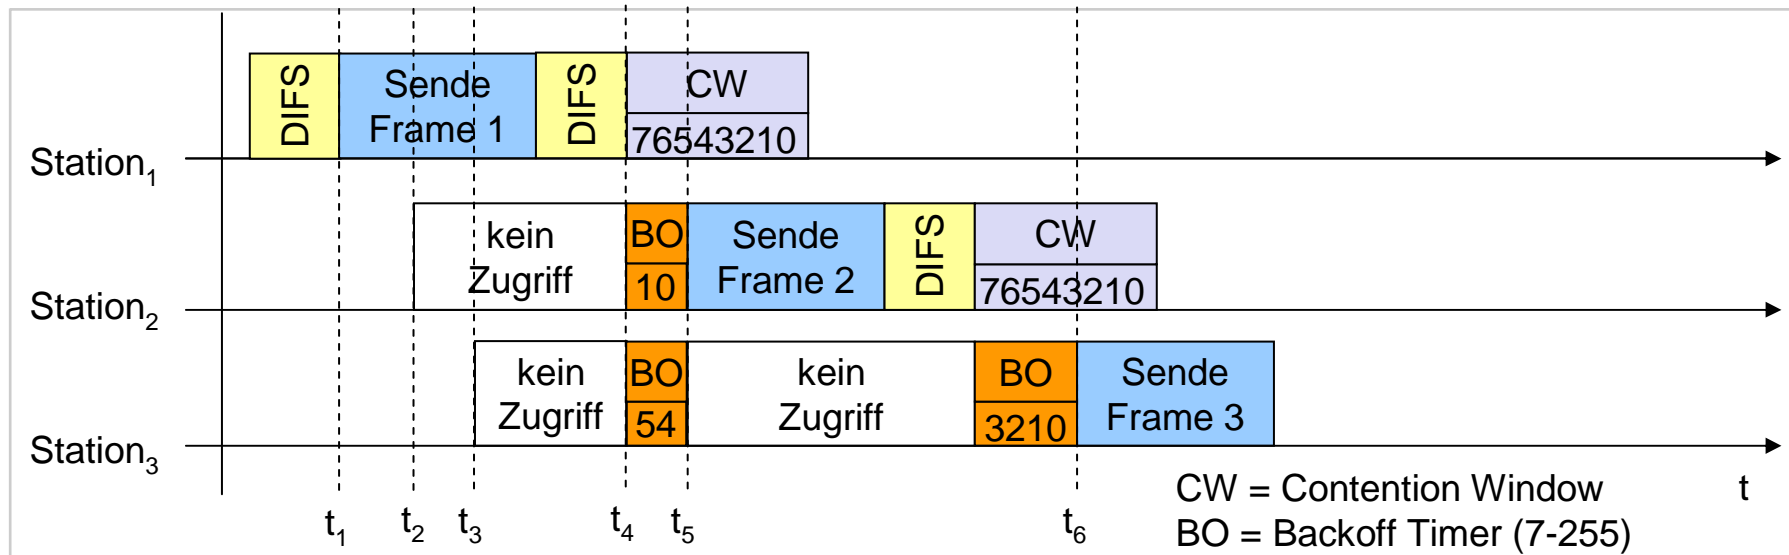 DIFS
Sende
Frame 1
DIFS
CW
76543210
Station1
kein
Zugriff
BO
10
Sende
Frame 2
DIFS
CW
76543210
Station2
kein
Zugriff
BO
54
kein
Zugriff
BO
3210
Sende
Frame 3
Station3
t1 t2 t3 t4 t5 t6
CW = Contention Window
t
BO = Backoff Timer (7-255)